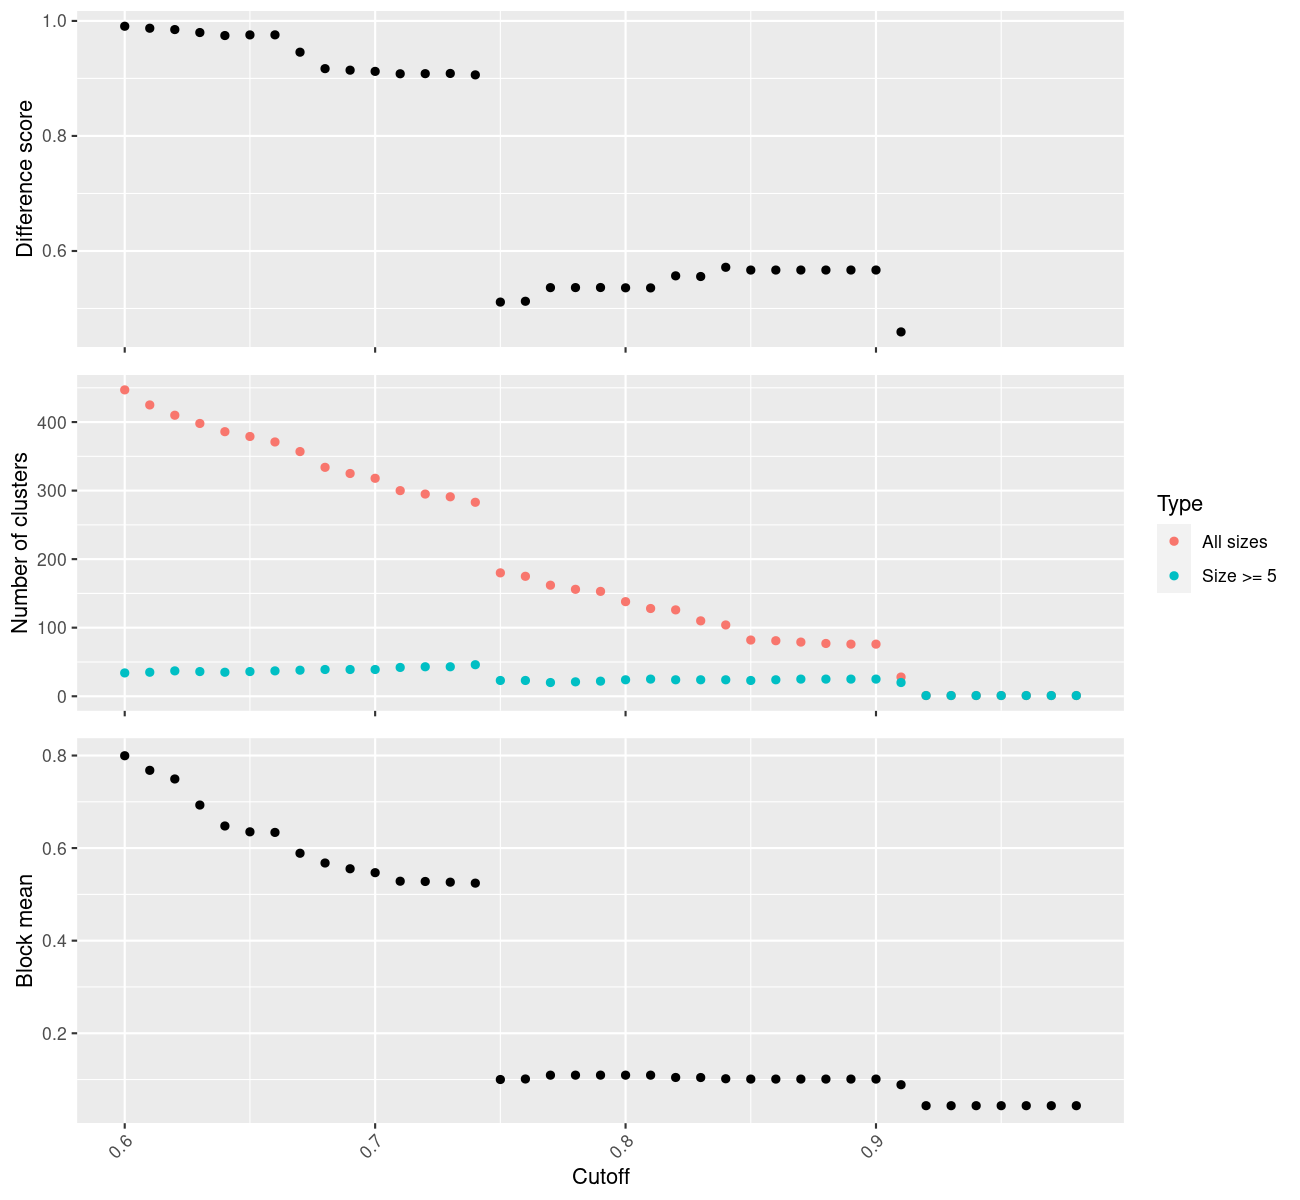 1.0
0.8
0.6
Difference score
400
300
200
100
0
Number of clusters
Type
All sizes
Size >= 5
0.8
0.6
0.4
0.2
Block mean
0.6
0.7
0.8
0.9
Cutoff